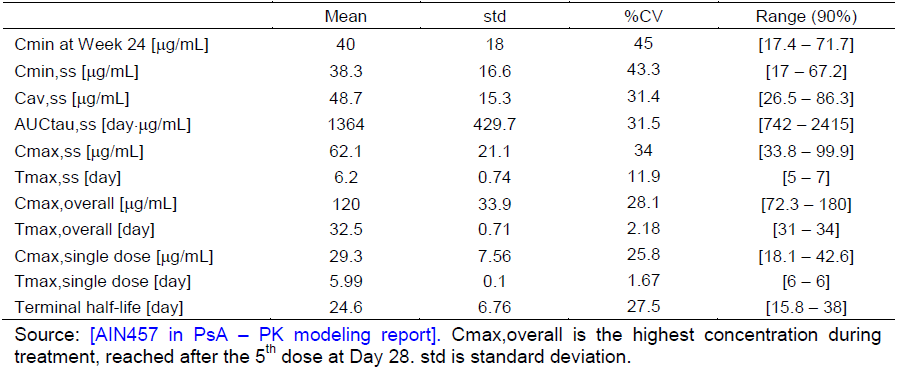 Mean std %CV Range (90%)
Cmin at Week 24 [μg/mL] 40 18 45 [17.4 – 71.7]
Cmin,ss [μg/mL] 38.3 16.6 43.3 [17 – 67.2]
Cav,ss [μg/mL] 48.7 15.3 31.4 [26.5 – 86.3]
AUCtau,ss [day·μg/mL] 1364 429.7 31.5 [742 – 2415]
Cmax,ss [μg/mL] 62.1 21.1 34 [33.8 – 99.9]
Tmax,ss [day] 6.2 0.74 11.9 [5 – 7]
Cmax,overall [μg/mL] 120 33.9 28.1 [72.3 – 180]
Tmax,overall [day] 32.5 0.71 2.18 [31 – 34]
Cmax,single dose [μg/mL] 29.3 7.56 25.8 [18.1 – 42.6]
Tmax,single dose [day] 5.99 0.1 1.67 [6 – 6]
Terminal half-life [day] 24.6 6.76 27.5 [15.8 – 38]
Source: [AIN457 in PsA – PK modeling report]. Cmax,overall is the highest concentration during
treatment, reached after the 5th dose at Day 28. std is standard deviation.